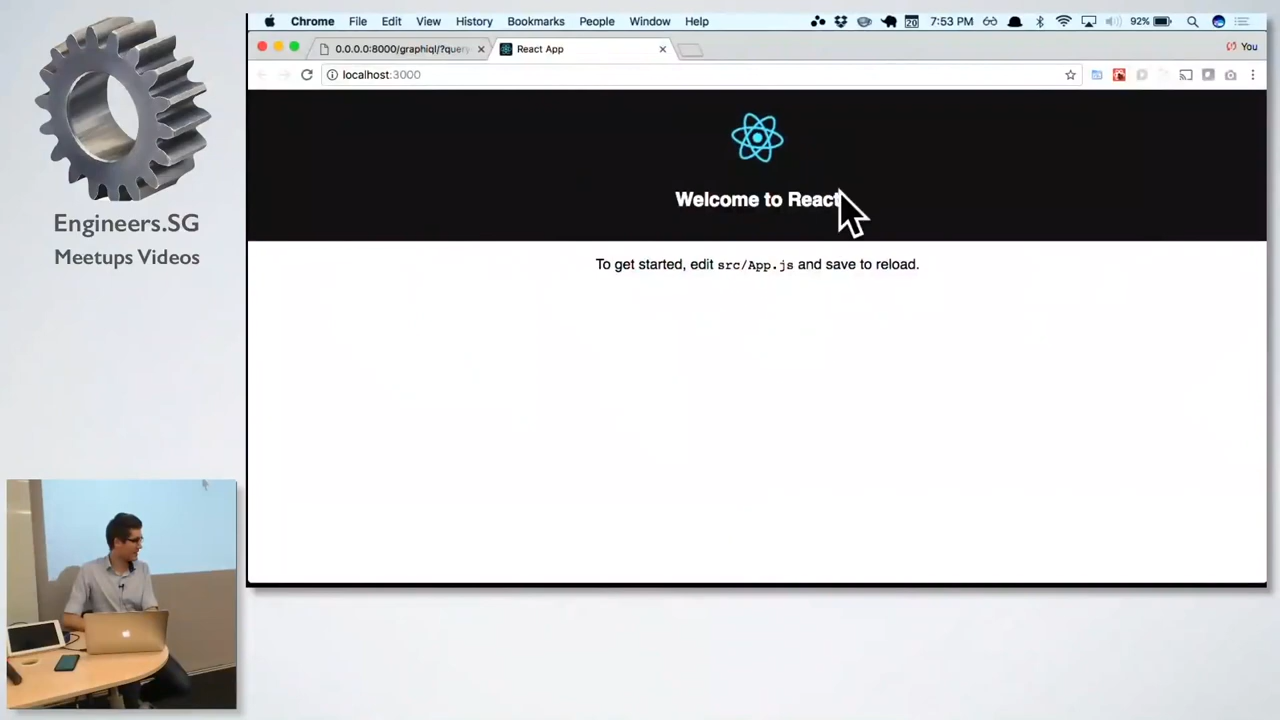 Engineers.SG
Meetups Videos
Chrome File Edit View History Bookmarks People Window Help
20 7:53 PM 92%
0.0.0.0:8000/graphiql/?query
React App
You
localhost:3000
Welcome to React
To get started, edit src/App.js and save to reload.